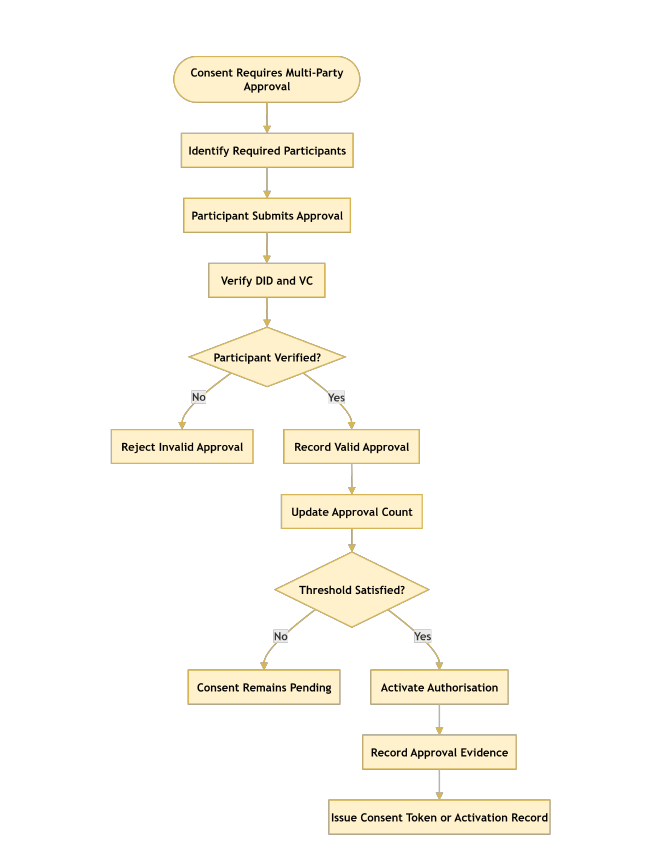 Consent Requires Multi-Party
Approval
Identify Required Participants
Participant Submits Approval
Verify DID and VC
Participant Verified?
No
Yes
Reject Invalid Approval
Record Valid Approval
Update Approval Count
Threshold Satisfied?
No
Yes
Consent Remains Pending
Activate Authorisation
Record Approval Evidence
Issue Consent Token or Activation Record